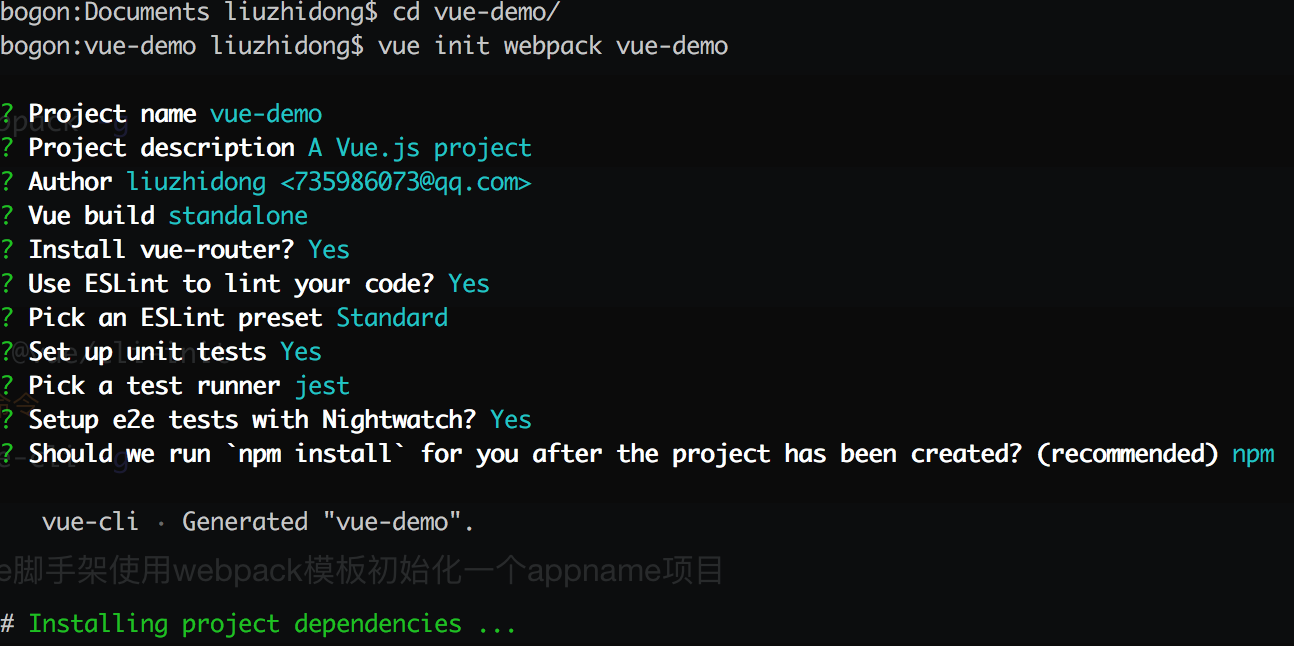 bogon:Documents liuzhidong$ cd vue-demo/
bogon:vue-demo liuzhidong$ vue init webpack vue-demo
? Project name vue-demo
? Project description A Vue.js project
? Author liuzhidong <735986073@qq.com>
? Vue build standalone
? Install vue-router? Yes
? Use ESLint to lint your code? Yes
? Pick an ESLint preset Standard
? Set up unit tests Yes
? Pick a test runner jest
? Setup e2e tests with Nightwatch? Yes
? Should we run `npm install` for you after the project has been created? (recommended) npm
vue-cli · Generated "vue-demo".
e脚手架使用webpack模板初始化一个appname项目
# Installing project dependencies ...